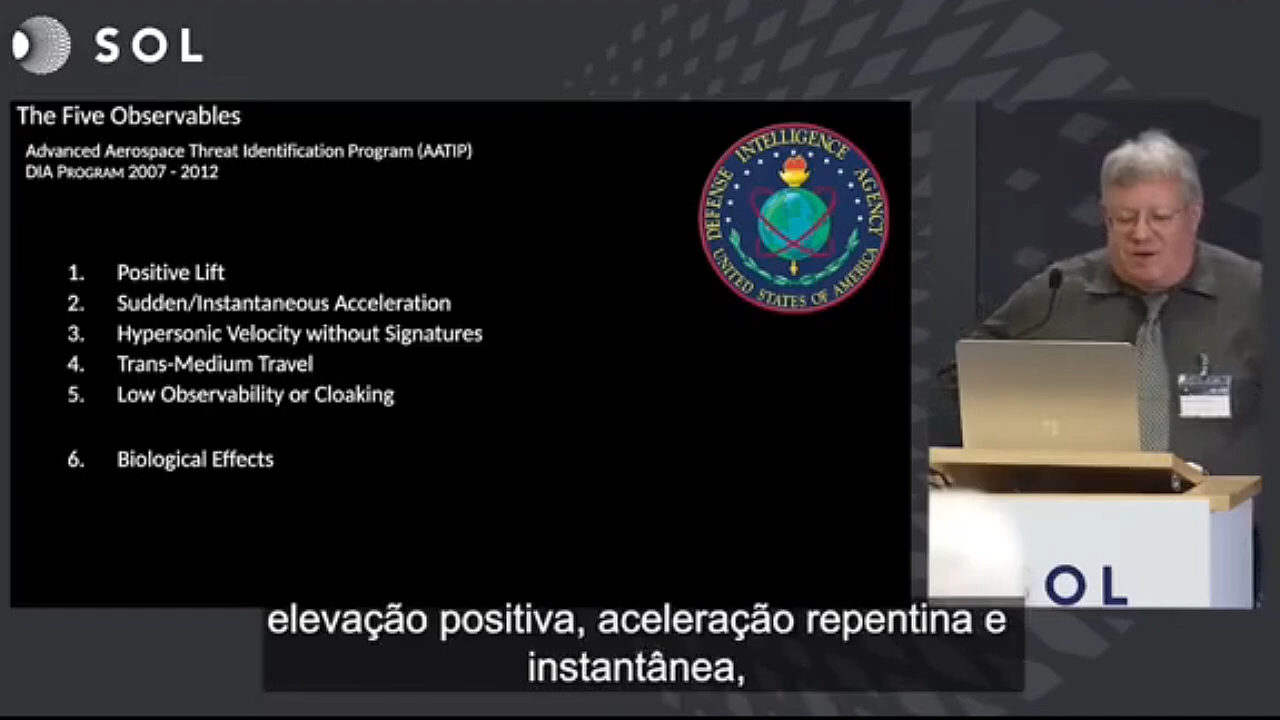 SOL
The Five Observables
Advanced Aerospace Threat Identification Program (AATIP)
DIA PROGRAM 2007 - 2012
DEFENSE INTELLIGENCE AGENCY
UNITED STATES OF AMERICA
1. Positive Lift
2. Sudden/Instantaneous Acceleration
3. Hypersonic Velocity without Signatures
4. Trans-Medium Travel
5. Low Observability or Cloaking
6. Biological Effects
OL
elevação positiva, aceleração repentina e
instantânea,